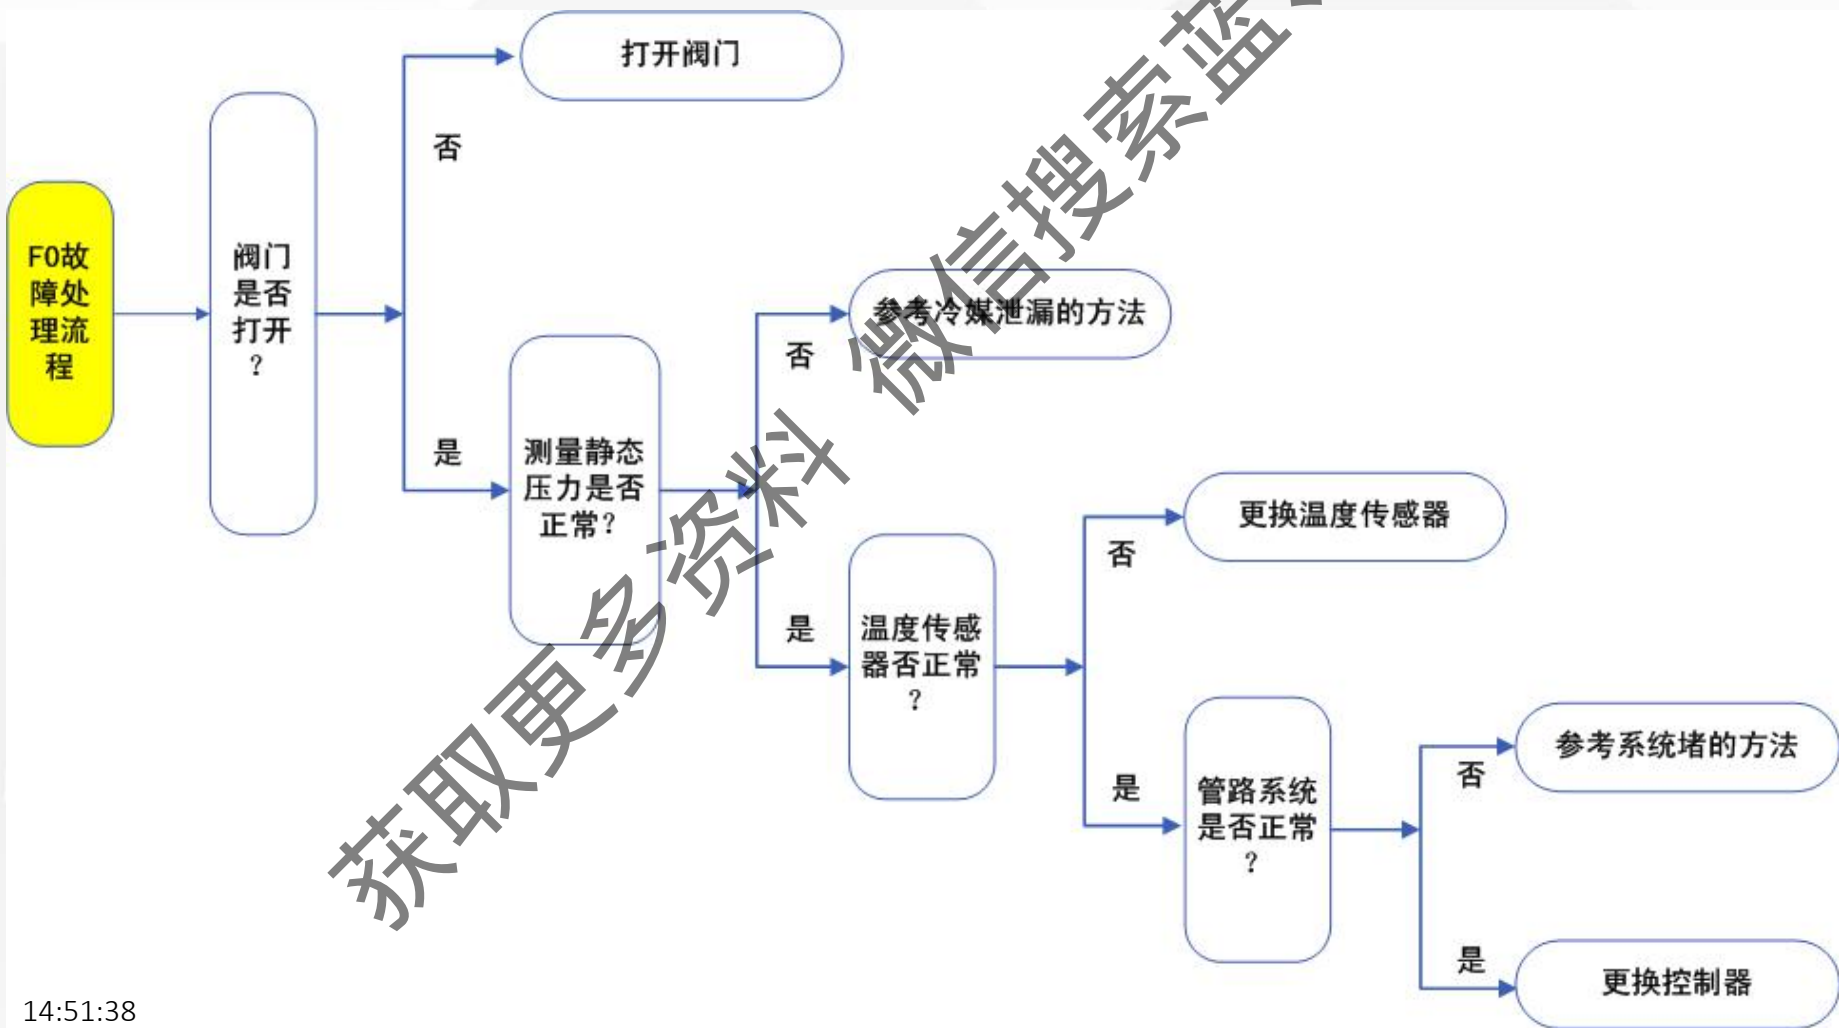 打开阀门
否
F0故
障处
理流
程
阀门
是否
打开
？
是
测量静态
压力是否
正常？
否
参考冷媒泄漏的方法
是
温度传感
器否正常
？
否
更换温度传感器
是
管路系统
是否正常
？
否
参考系统堵的方法
是
更换控制器
获取更多资料 微信搜索蓝
14:51:38